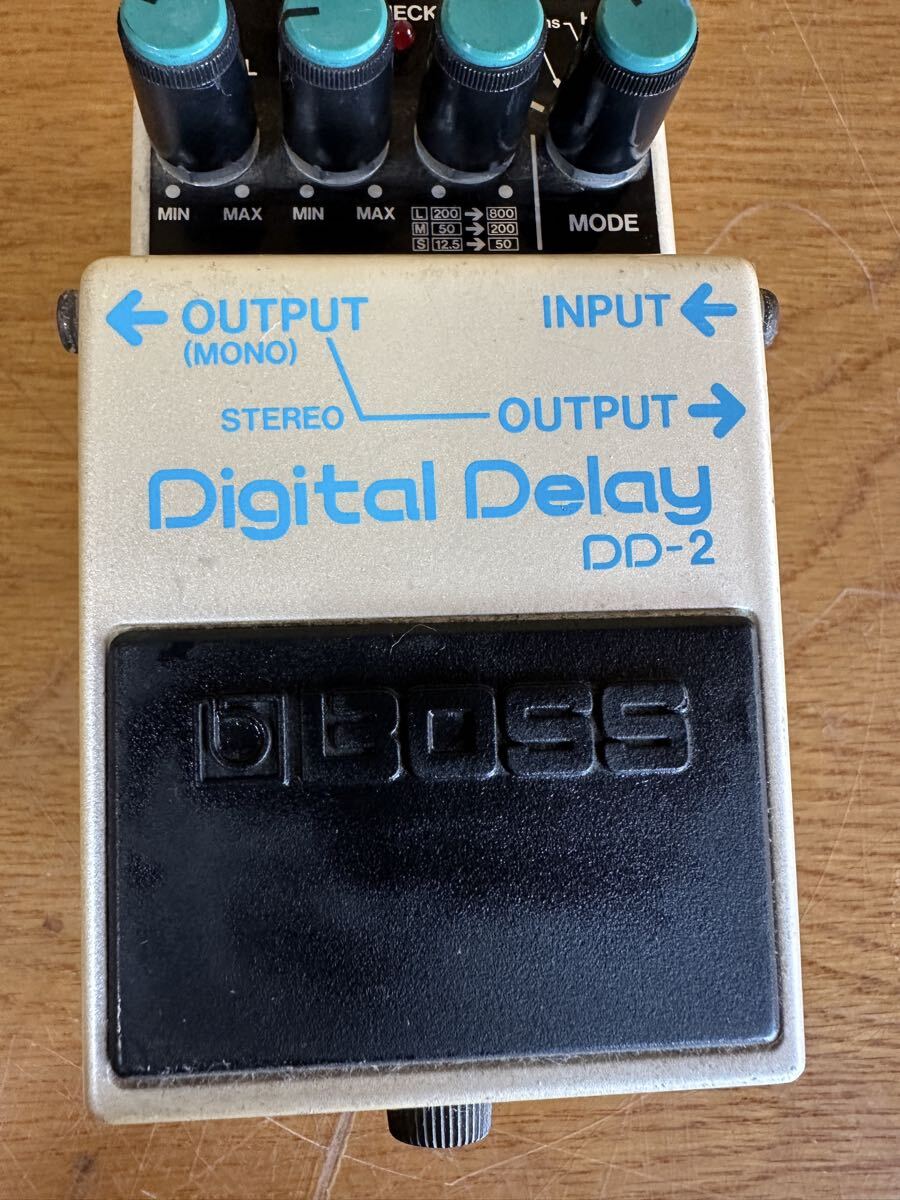 MIN MAX MIN MAX L 200 → 800
M 50 → 200
S 12.5 → 50
MODE
← OUTPUT
(MONO)
INPUT ←
STEREO
OUTPUT →
Digital Delay
DD-2
BOSS